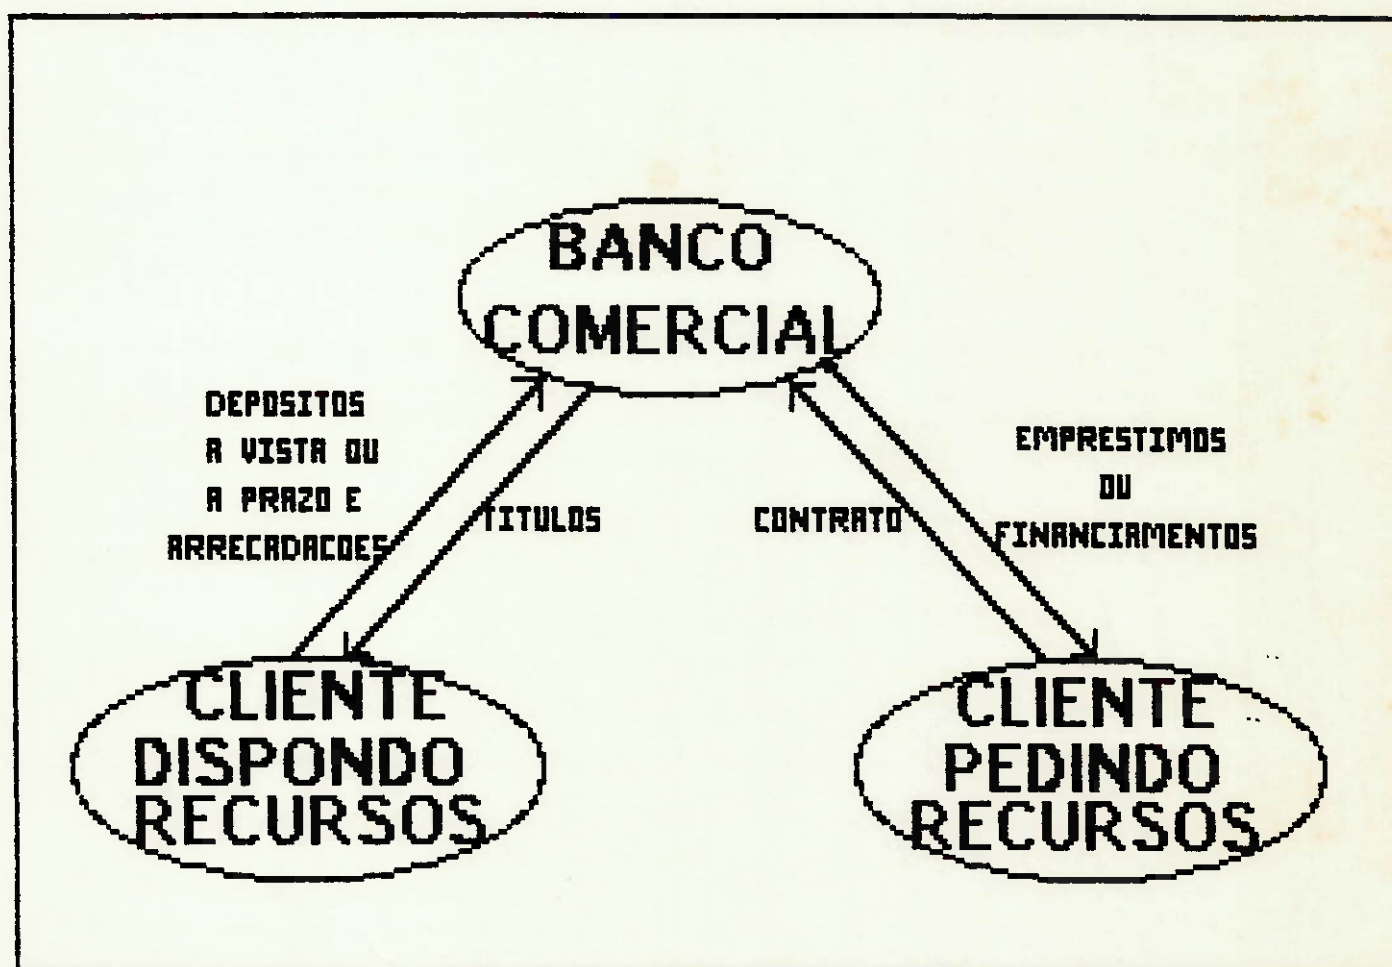 BANCO
COMERCIAL
DEPOSITOS
A VISTA OU
A PRAZO E
ARRECADACOES
TITULOS
CONTRATO
EMPRESTIMOS
OU
FINANCIAMENTOS
CLIENTE
DISPONDO
RECURSOS
CLIENTE
PEDINDO
RECURSOS